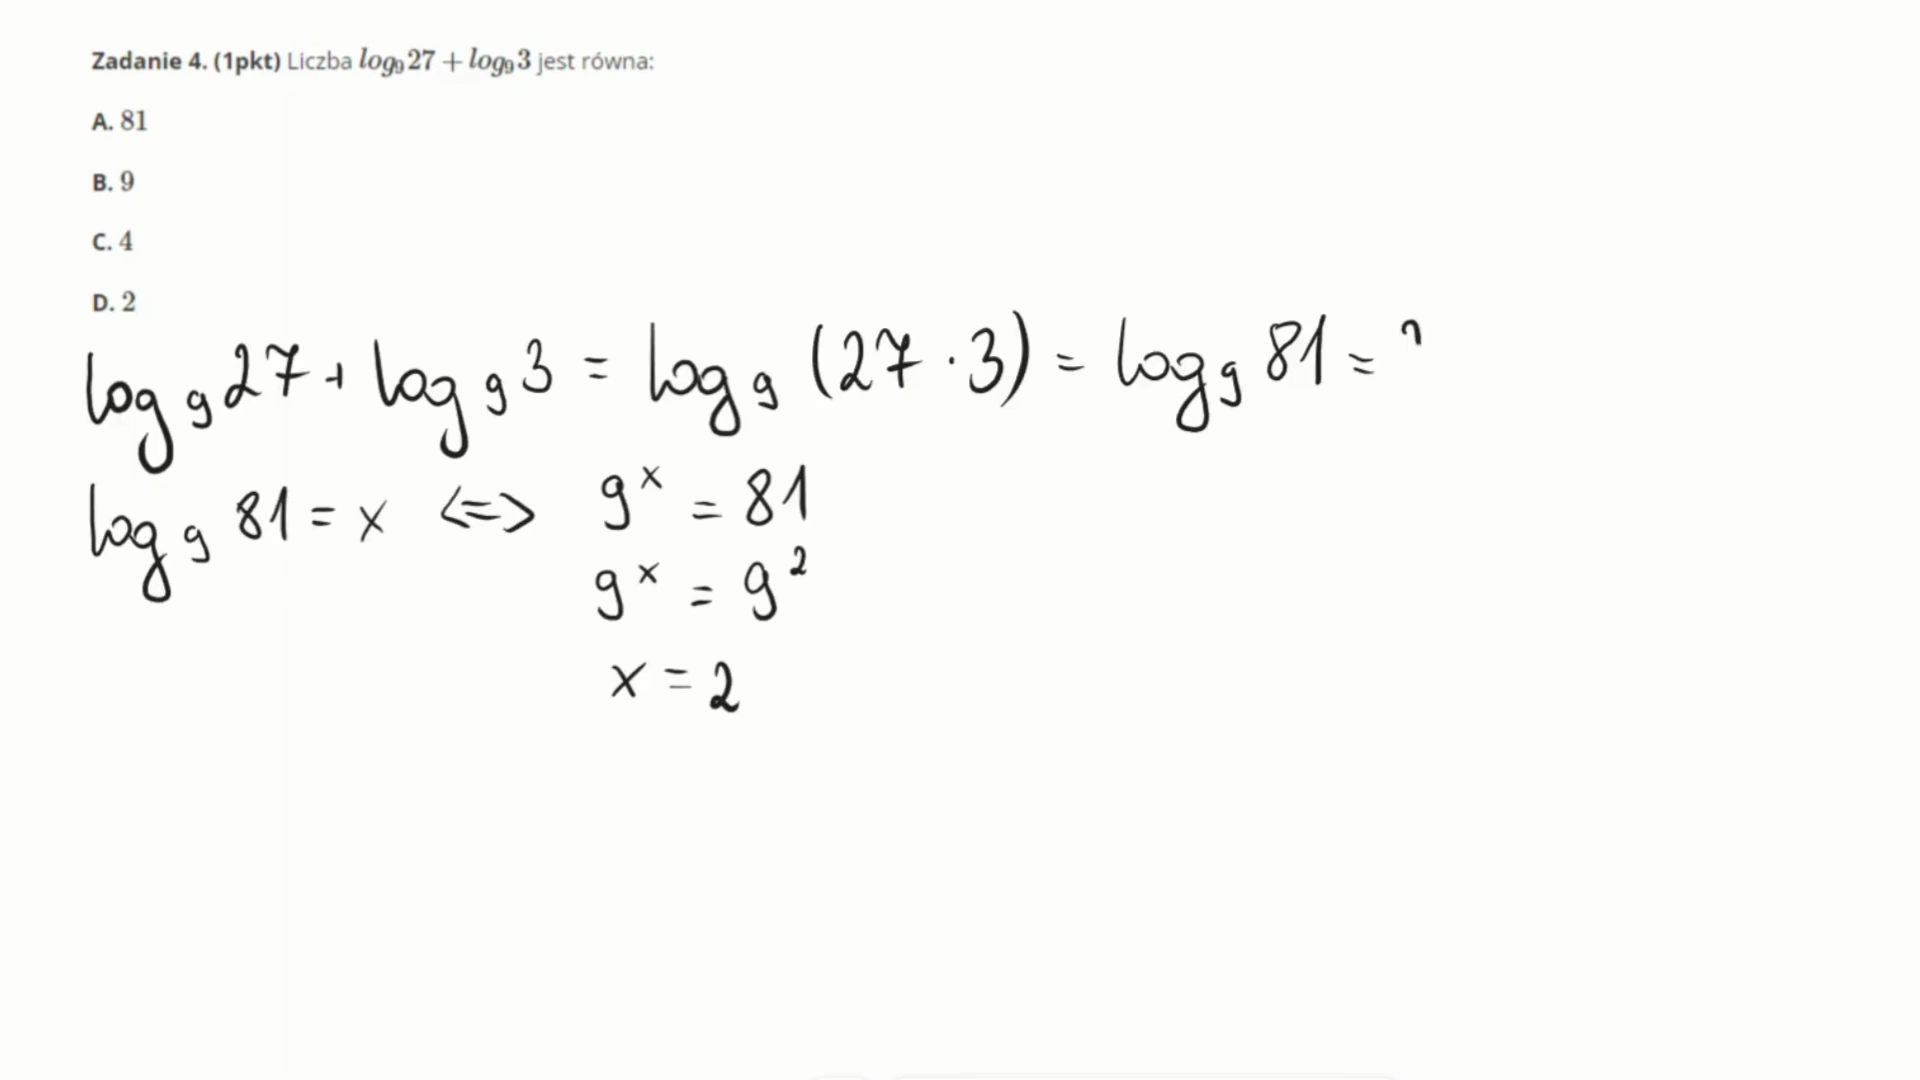 Zadanie 4. (1pkt) Liczba log₉27 + log₉3 jest równa:
A. 81
B. 9
C. 4
D. 2
log₉27 + log₉3 = log₉(27·3) = log₉81 =
log₉81 = x <=> 9ˣ = 81
9ˣ = 9²
x = 2